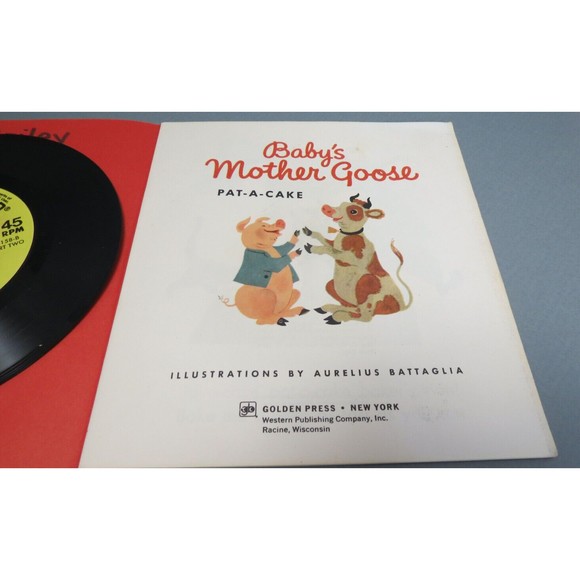 45
RPM
Baby's
Mother Goose
PAT-A-CAKE
ILLUSTRATIONS BY AURELIUS BATTAGLIA
GOLDEN PRESS • NEW YORK
Western Publishing Company, Inc.
Racine, Wisconsin